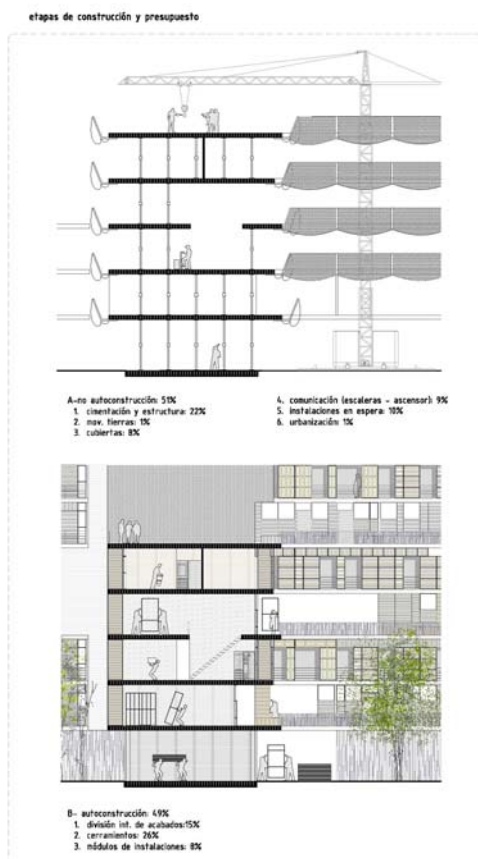 etapas de construcción y presupuesto
A-no autoconstrucción: 51%
1. cimentación y estructura: 22%
2. mov. tierras: 1%
3. cubiertas: 8%
4. comunicación (escaleras - ascensor): 9%
5. instalaciones en espera: 10%
6. urbanización: 1%
B- autoconstrucción: 49%
1. división int. de acabados:15%
2. cerramientos: 26%
3. módulos de instalaciones: 8%